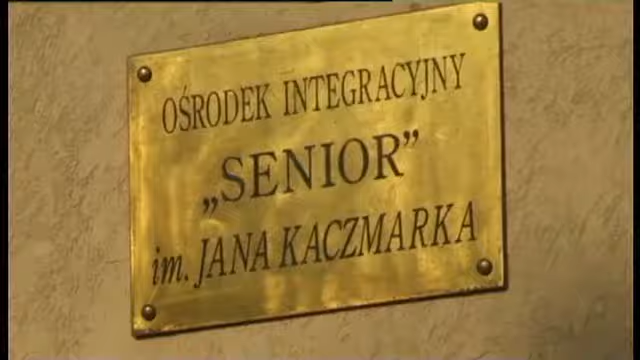 OŚRODEK INTEGRACYJNY
„SENIOR”
im. JANA KACZMARKA